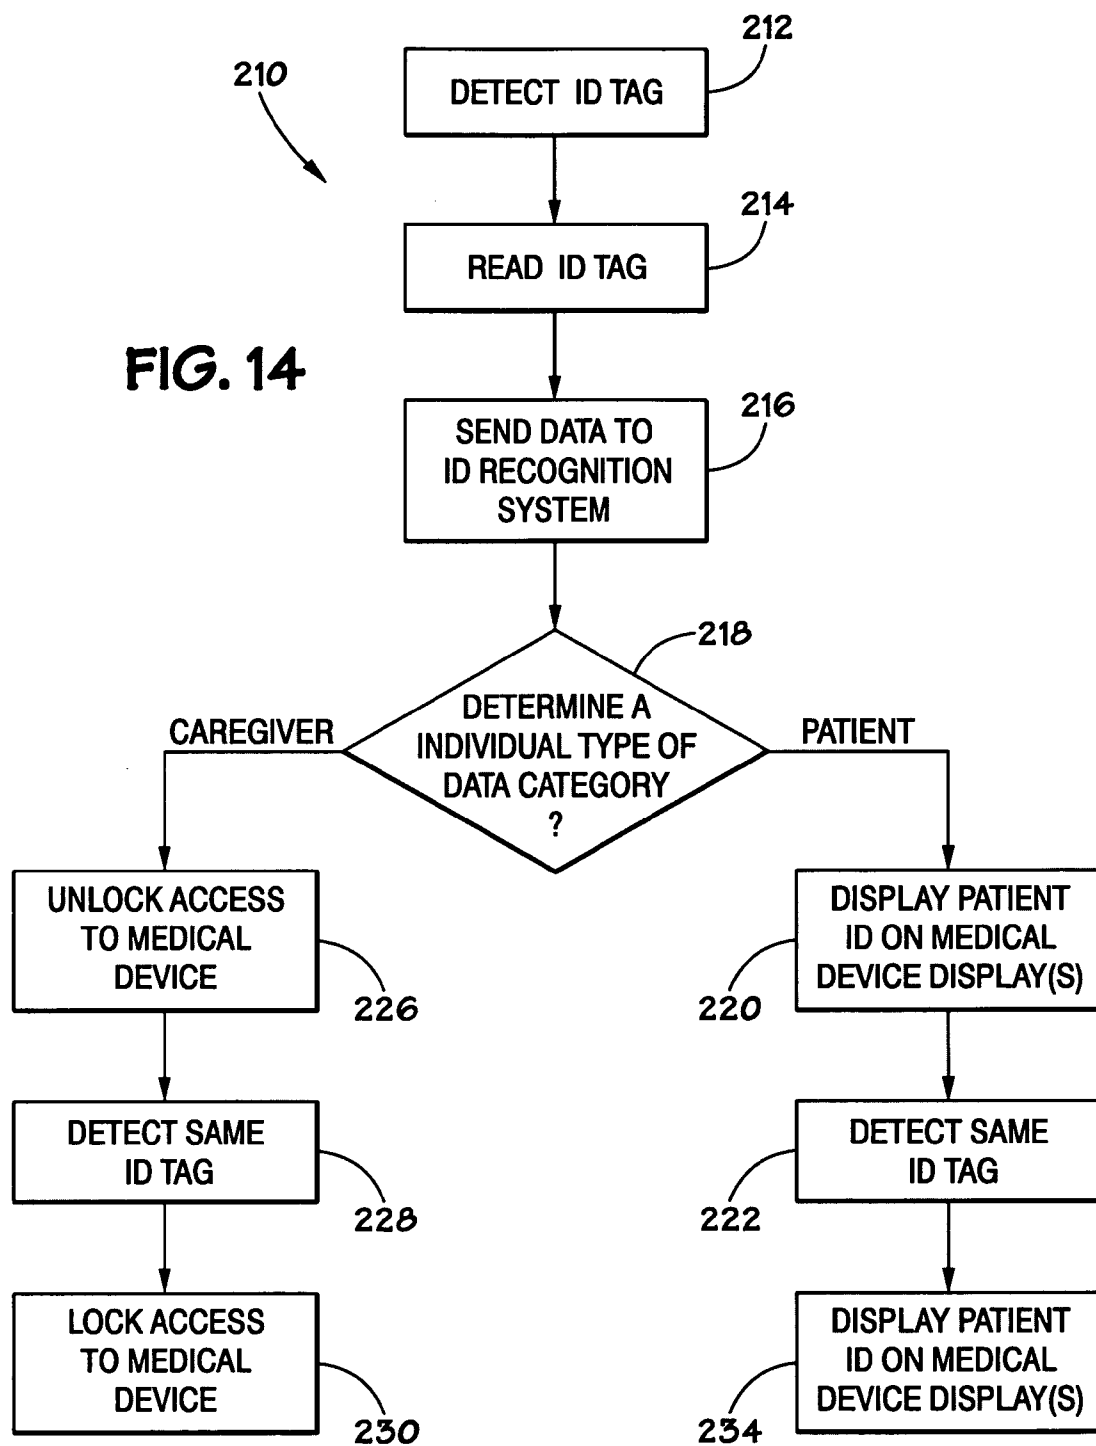 212
210
DETECT ID TAG
214
READ ID TAG
FIG. 14
216
SEND DATA TO
ID RECOGNITION
SYSTEM
218
DETERMINE A
INDIVIDUAL TYPE OF
DATA CATEGORY
?
CAREGIVER
PATIENT
UNLOCK ACCESS
TO MEDICAL
DEVICE
226
DISPLAY PATIENT
ID ON MEDICAL
DEVICE DISPLAY(S)
220
DETECT SAME
ID TAG
228
DETECT SAME
ID TAG
222
LOCK ACCESS
TO MEDICAL
DEVICE
230
DISPLAY PATIENT
ID ON MEDICAL
DEVICE DISPLAY(S)
234